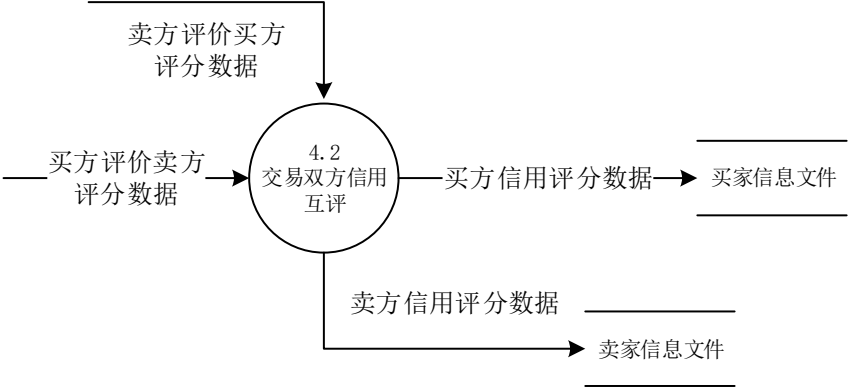 卖方评价买方
评分数据
买方评价卖方
评分数据
4.2
交易双方信用
互评
买方信用评分数据
买家信息文件
卖方信用评分数据
卖家信息文件